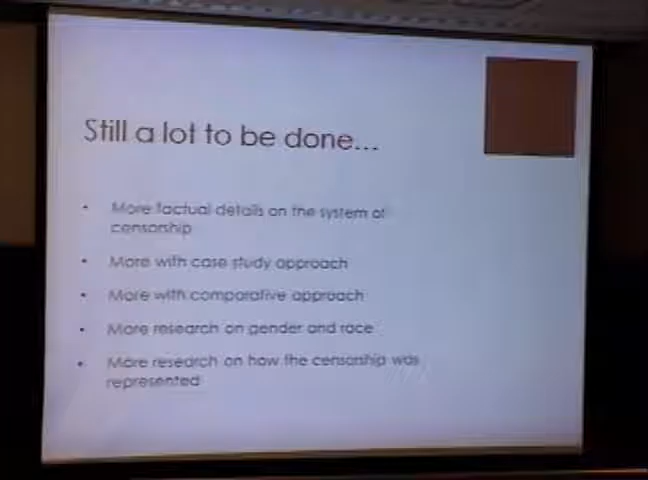 Still a lot to be done...
• More factual details on the system of
censorship
• More with case study approach
• More with comparative approach
• More research on gender and race
• More research on how the censorship was
represented